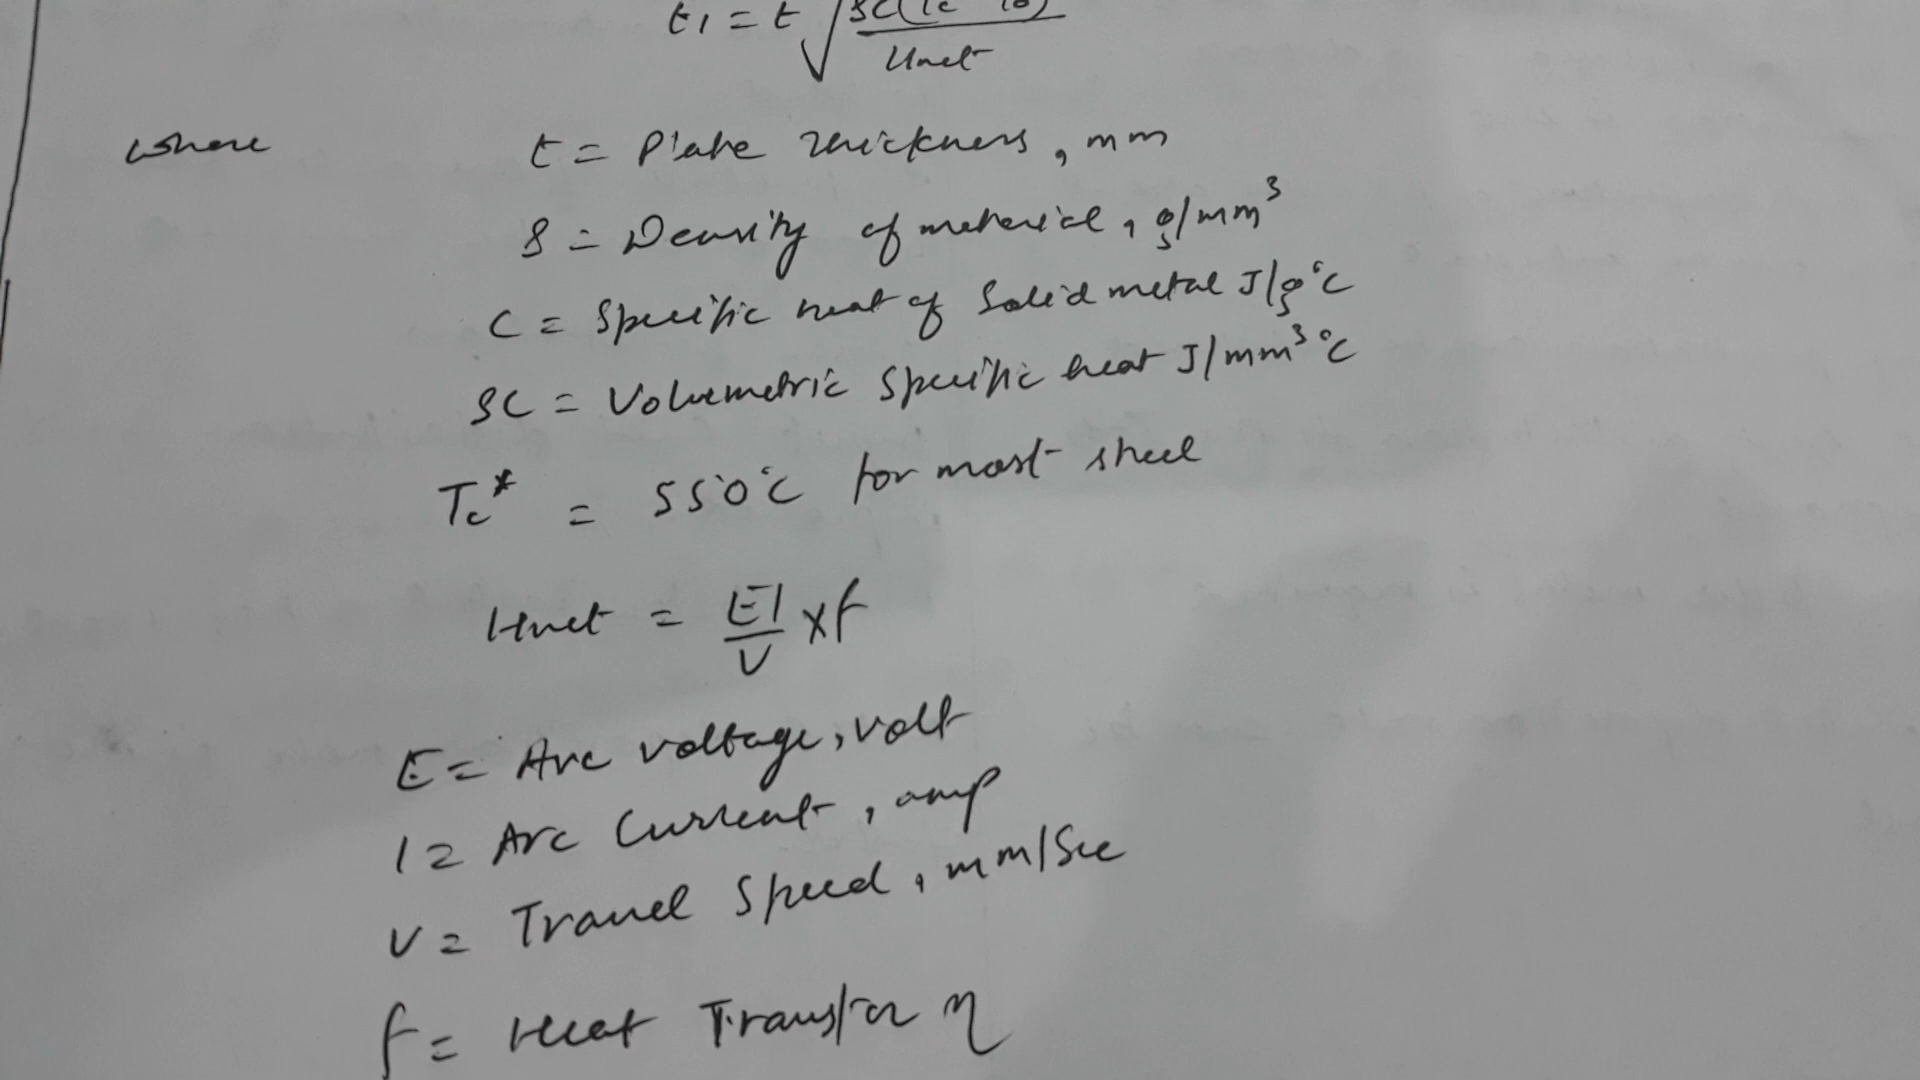 t1 = t √ ρC(Tc - To) / Hnet
where t = Plate thickness, mm
ρ = Density of material, g/mm³
C = Specific heat of Solid metal J/g°C
ρC = Volumetric Specific heat J/mm³ °C
Tc* = 550°C for most steel
Hnet = EI/V x f
E = Arc voltage, volt
I = Arc Current, amp
V = Travel Speed, mm/Sec
f = Heat Transfer η